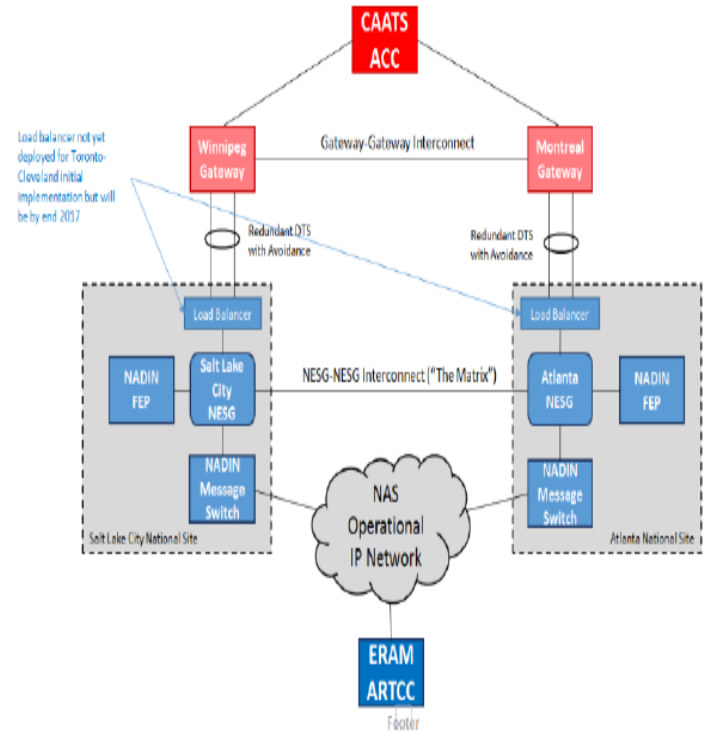 CAATS
ACC
Load balancer not yet
deployed for Toronto-
Cleveland initial
implementation but will
be by end 2017
Winnipeg
Gateway
Gateway-Gateway Interconnect
Montreal
Gateway
Redundant DTS
with Avoidance
Redundant DTS
with Avoidance
Load Balancer
Load Balancer
NADIN
FEP
Salt Lake
City
NESG
NESG-NESG Interconnect ("The Matrix")
Atlanta
NESG
NADIN
FEP
NADIN
Message
Switch
NAS
Operational
IP Network
NADIN
Message
Switch
Salt Lake City National Site
Atlanta National Site
ERAM
ARTCC
Footer